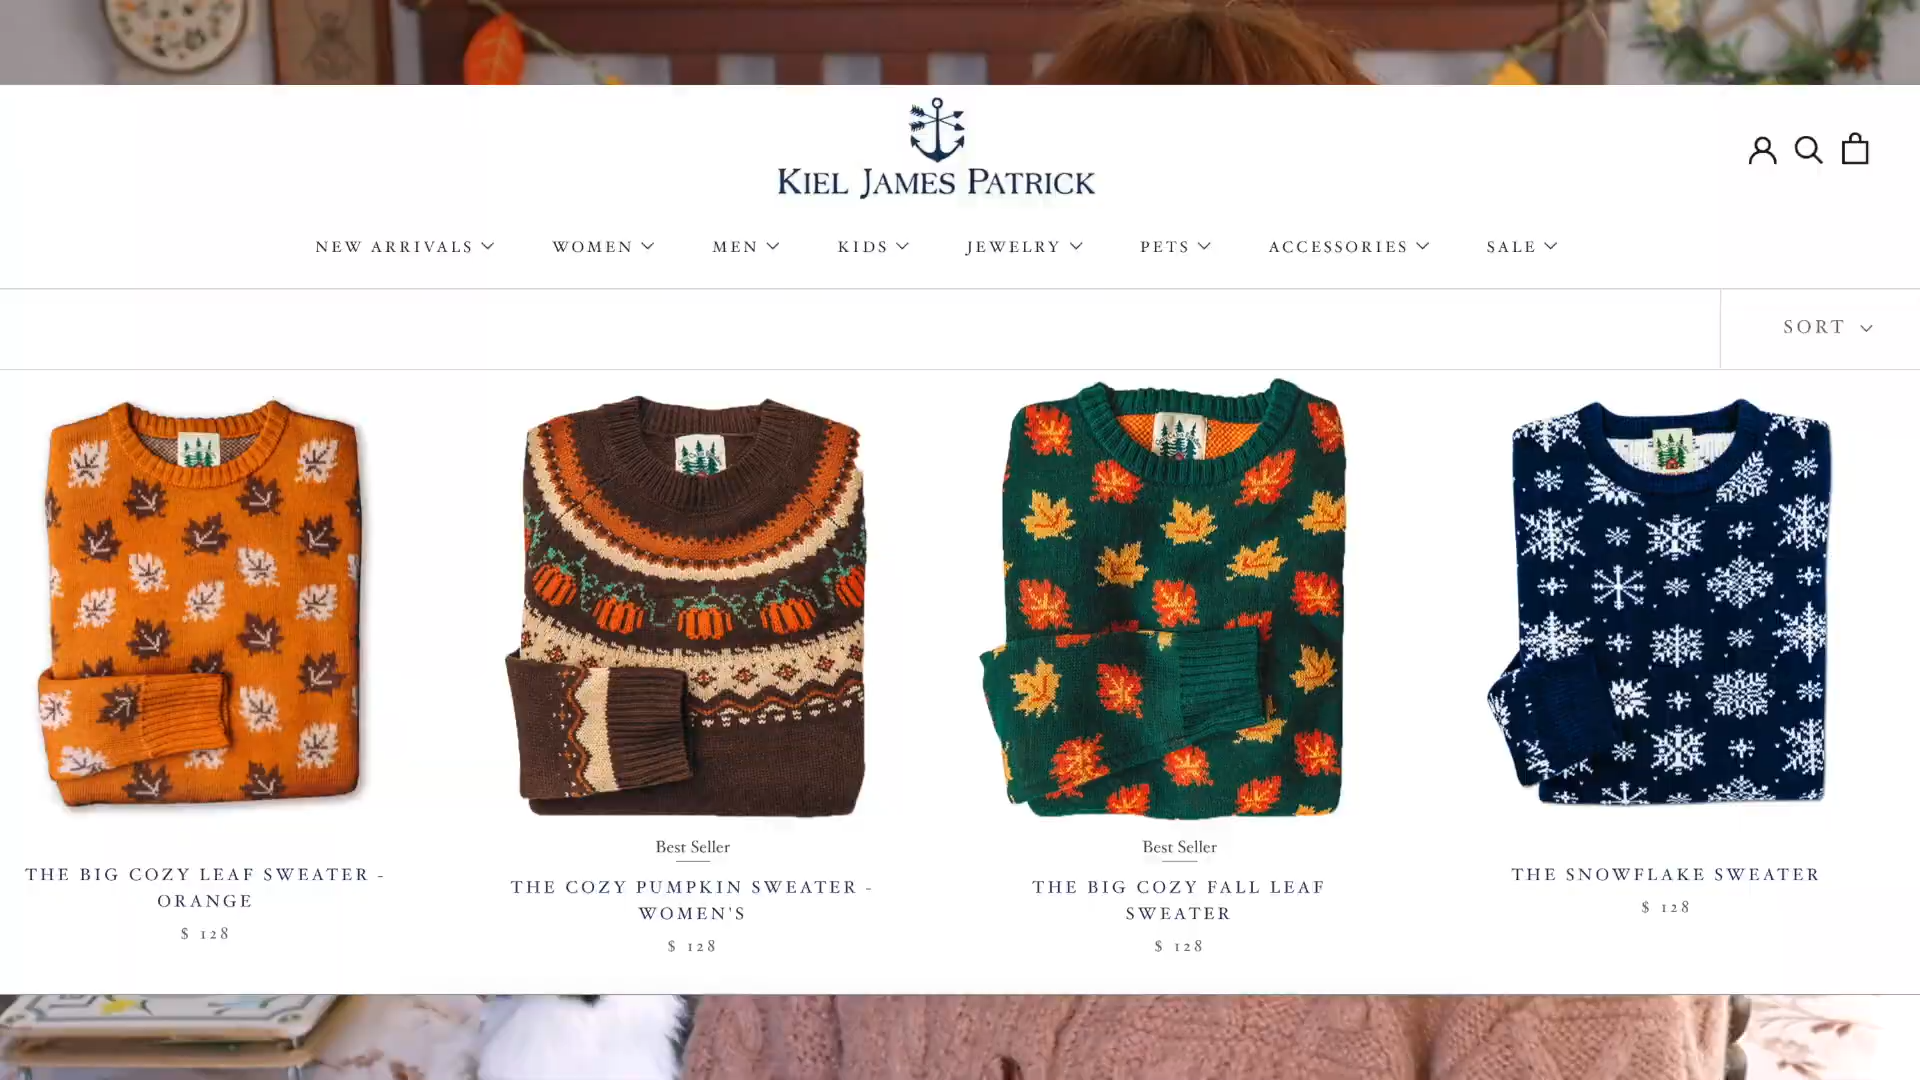 KIEL JAMES PATRICK
NEW ARRIVALS
WOMEN
MEN
KIDS
JEWELRY
PETS
ACCESSORIES
SALE
SORT
THE BIG COZY LEAF SWEATER -
ORANGE
$ 128
Best Seller
THE COZY PUMPKIN SWEATER -
WOMEN'S
$ 128
Best Seller
THE BIG COZY FALL LEAF
SWEATER
$ 128
THE SNOWFLAKE SWEATER
$ 128